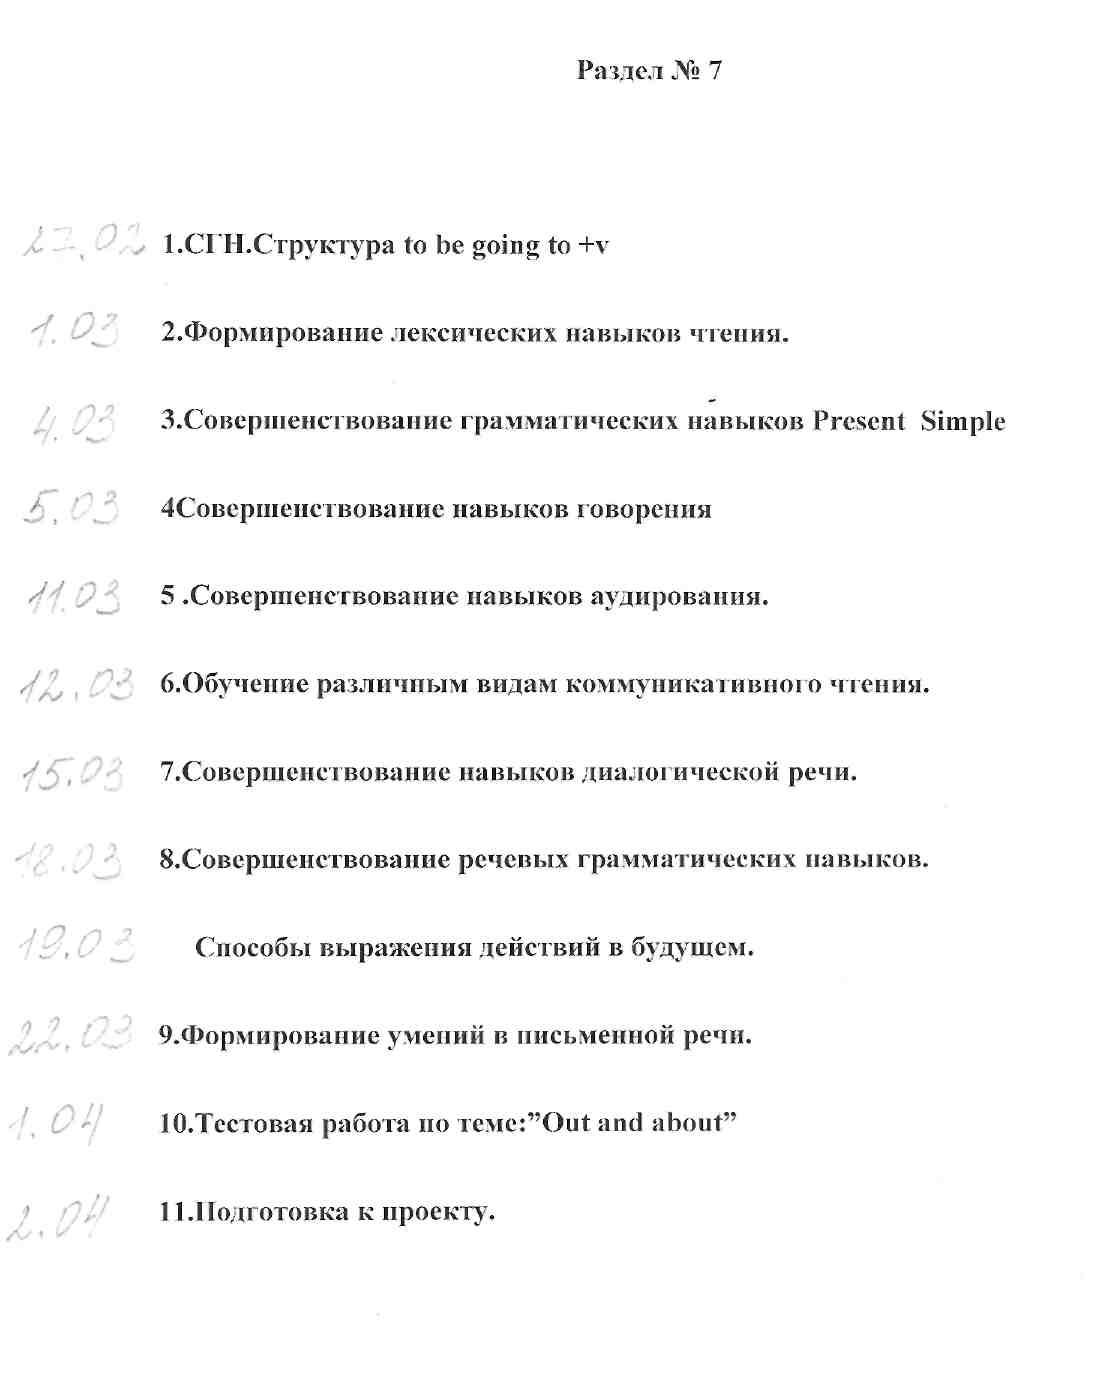 Раздел № 7
27.02 1.СГН.Структура to be going to +v
1.03 2.Формирование лексических навыков чтения.
4.03 3.Совершенствование грамматических навыков Present Simple
5.03 4Совершенствование навыков говорения
11.03 5 .Совершенствование навыков аудирования.
12.03 6.Обучение различным видам коммуникативного чтения.
15.03 7.Совершенствование навыков диалогической речи.
18.03 8.Совершенствование речевых грамматических навыков.
19.03 Способы выражения действий в будущем.
22.03 9.Формирование умений в письменной речи.
1.04 10.Тестовая работа по теме:”Out and about”
2.04 11.Подготовка к проекту.